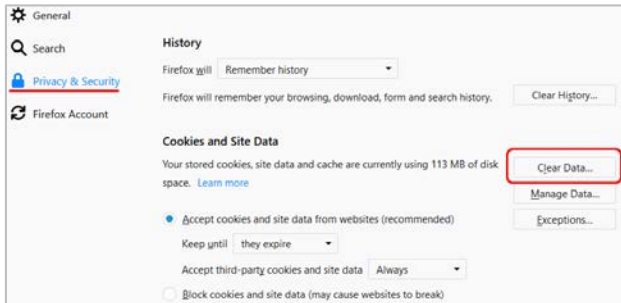 General
Search
Privacy & Security
Firefox Account
History
Firefox will Remember history
Firefox will remember your browsing, download, form and search history. Clear History...
Cookies and Site Data
Your stored cookies, site data and cache are currently using 113 MB of disk
space. Learn more
Clear Data...
Manage Data...
Accept cookies and site data from websites (recommended) Exceptions...
Keep until they expire
Accept third-party cookies and site data Always
Block cookies and site data (may cause websites to break)